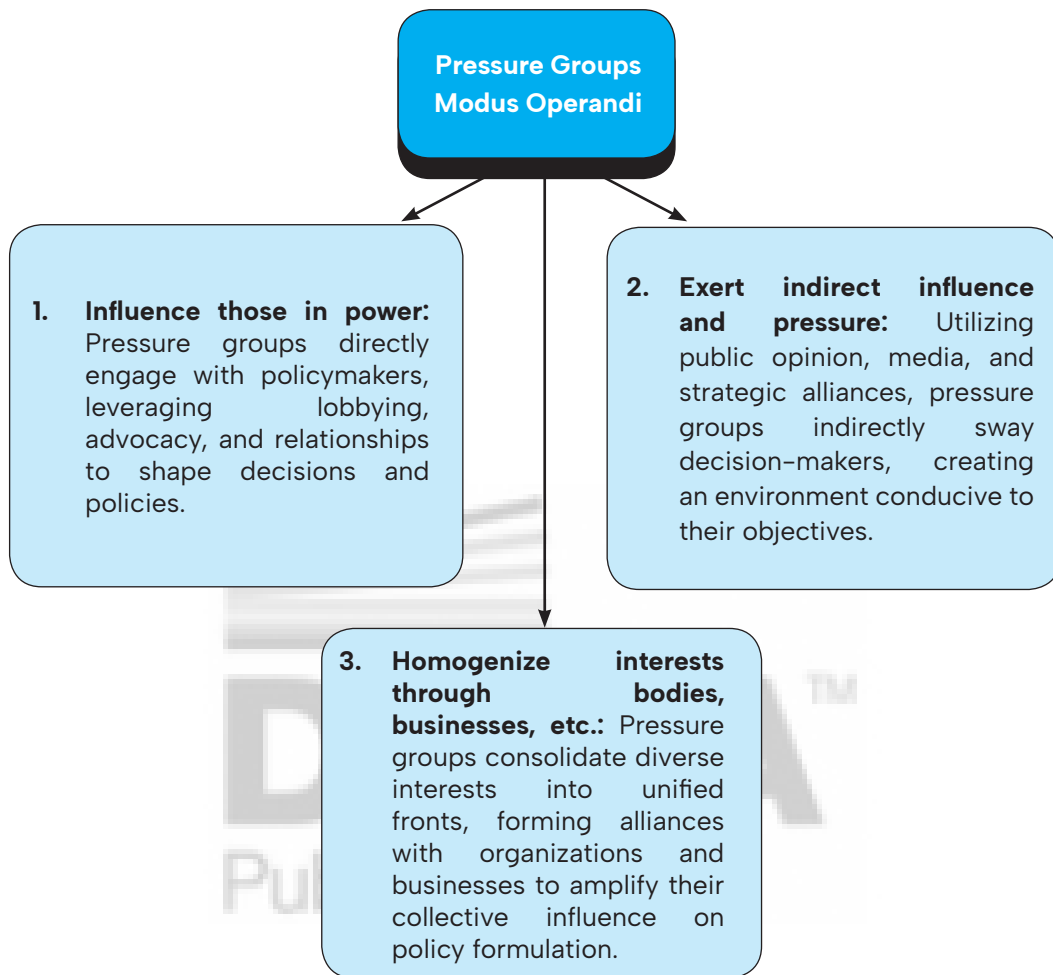 Pressure Groups
Modus Operandi
1. Influence those in power:
Pressure groups directly
engage with policymakers,
leveraging lobbying,
advocacy, and relationships
to shape decisions and
policies.
2. Exert indirect influence
and pressure: Utilizing
public opinion, media, and
strategic alliances, pressure
groups indirectly sway
decision-makers, creating
an environment conducive to
their objectives.
3. Homogenize interests
through bodies,
businesses, etc.: Pressure
groups consolidate diverse
interests into unified
fronts, forming alliances
with organizations and
businesses to amplify their
collective influence on
policy formulation.
TM